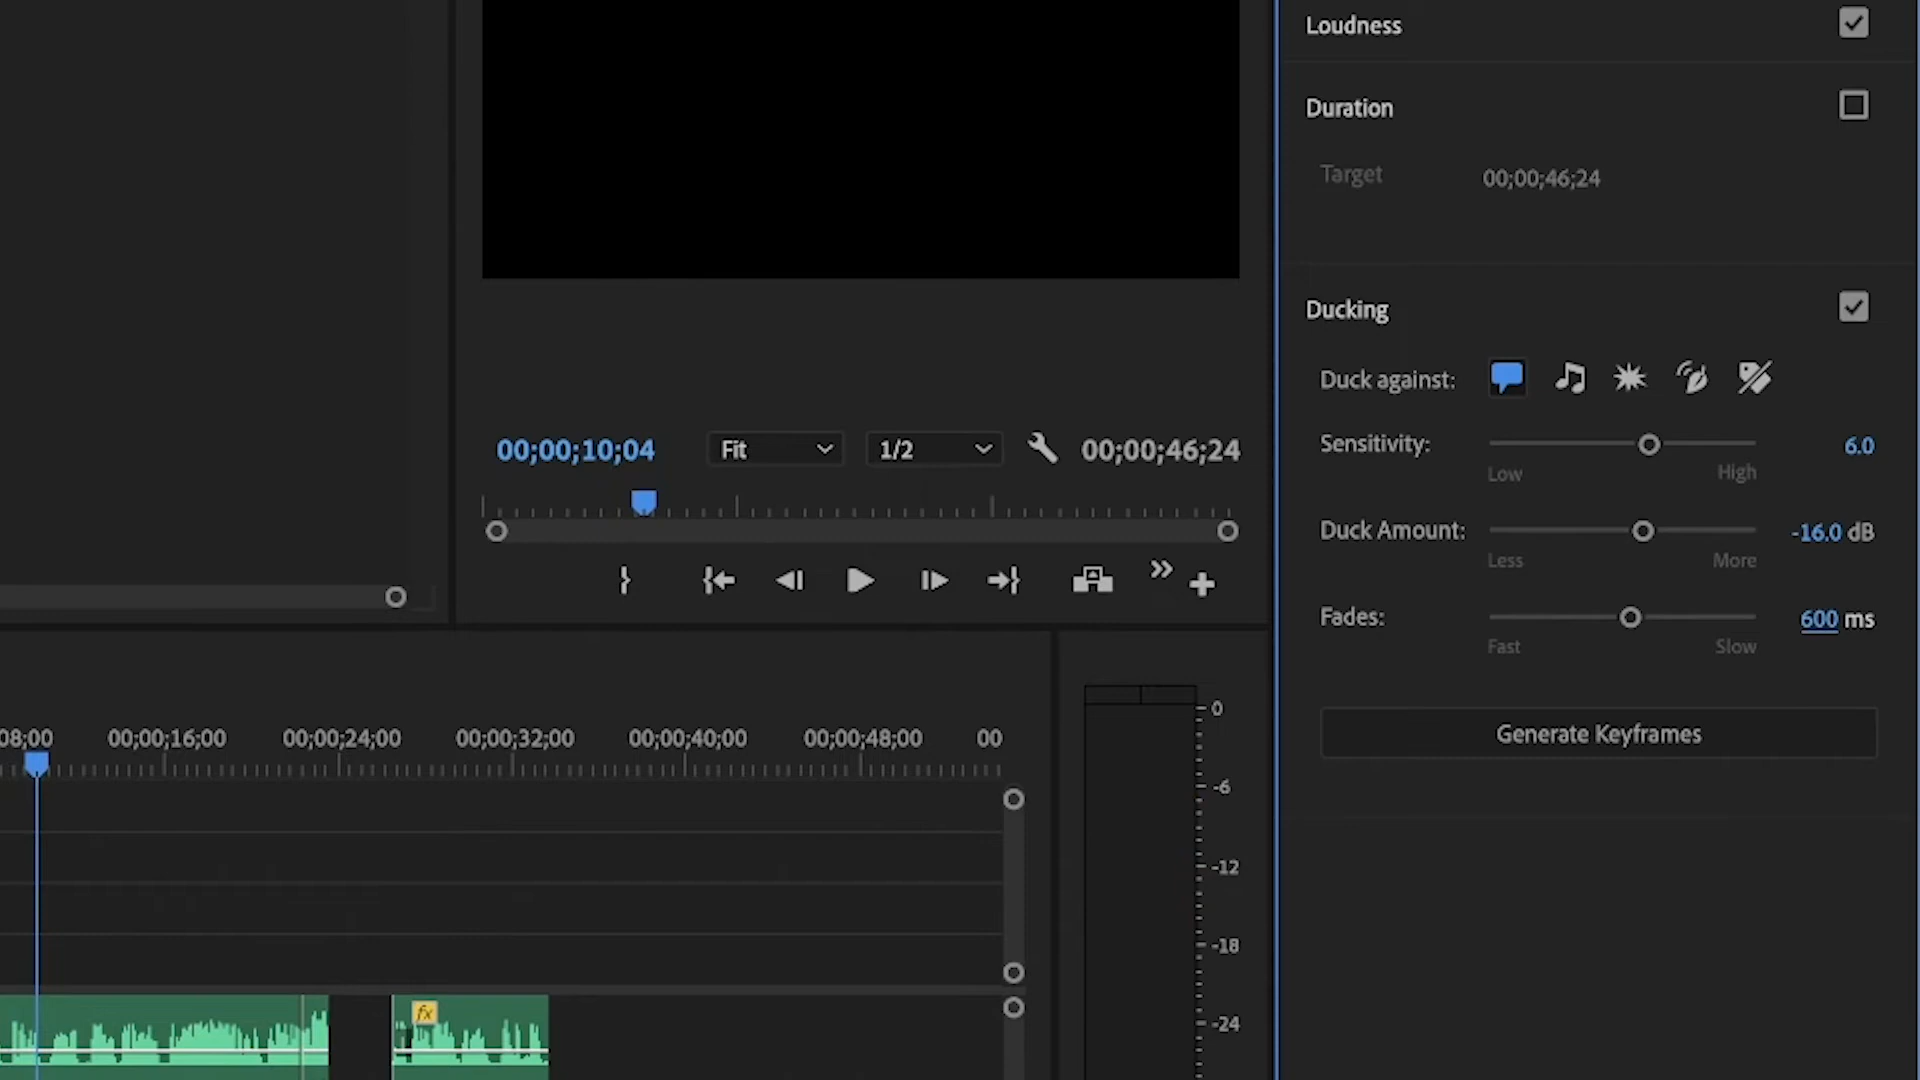 Loudness
Duration
Target 00;00;46;24
Ducking
Duck against:
Sensitivity: 6.0
Low High
Duck Amount: -16.0 dB
Less More
Fades: 600 ms
Fast Slow
Generate Keyframes
00;00;10;04 Fit 1/2 00;00;46;24
08;00 00;00;16;00 00;00;24;00 00;00;32;00 00;00;40;00 00;00;48;00 00
0
-6
-12
-18
-24
fx